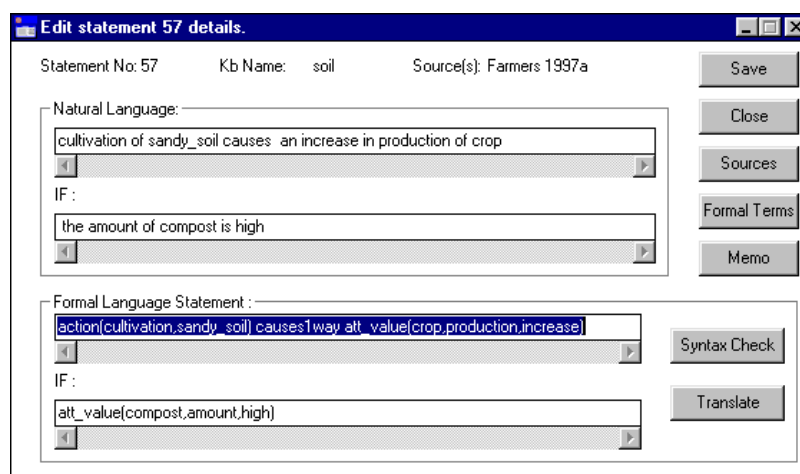 Edit statement 57 details.
Statement No: 57 Kb Name: soil Source(s): Farmers 1997a
Save
Natural Language:
Close
cultivation of sandy_soil causes  an increase in production of crop
Sources
IF :
Formal Terms
the amount of compost is high
Memo
Formal Language Statement :
action(cultivation,sandy_soil) causes1way att_value(crop,production,increase)
Syntax Check
IF :
Translate
att_value(compost,amount,high)